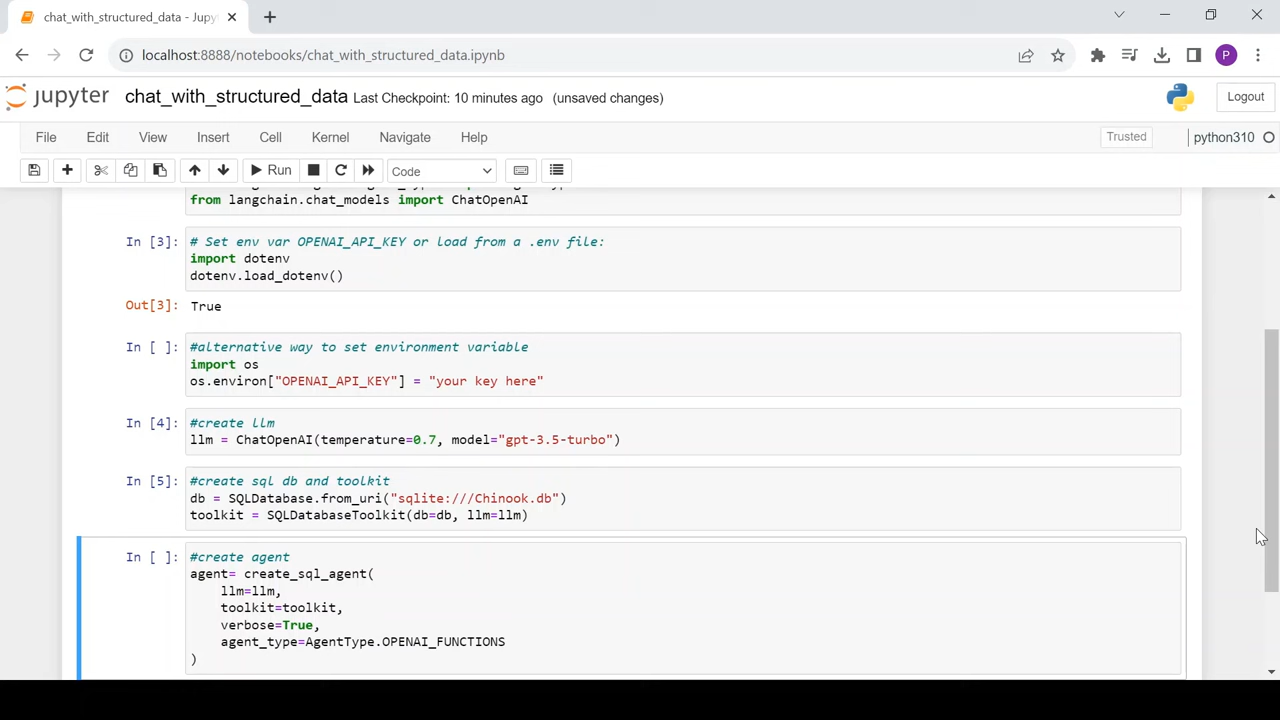 chat_with_structured_data - Jupy
localhost:8888/notebooks/chat_with_structured_data.ipynb
P
jupyter chat_with_structured_data Last Checkpoint: 10 minutes ago (unsaved changes)
Logout
File Edit View Insert Cell Kernel Navigate Help
Trusted
python310
Run
Code
from langchain.chat_models import ChatOpenAI
In [3]: # Set env var OPENAI_API_KEY or load from a .env file:
import dotenv
dotenv.load_dotenv()
Out[3]: True
In [ ]: #alternative way to set environment variable
import os
os.environ["OPENAI_API_KEY"] = "your key here"
In [4]: #create llm
llm = ChatOpenAI(temperature=0.7, model="gpt-3.5-turbo")
In [5]: #create sql db and toolkit
db = SQLDatabase.from_uri("sqlite:///Chinook.db")
toolkit = SQLDatabaseToolkit(db=db, llm=llm)
In [ ]: #create agent
agent= create_sql_agent(
llm=llm,
toolkit=toolkit,
verbose=True,
agent_type=AgentType.OPENAI_FUNCTIONS
)